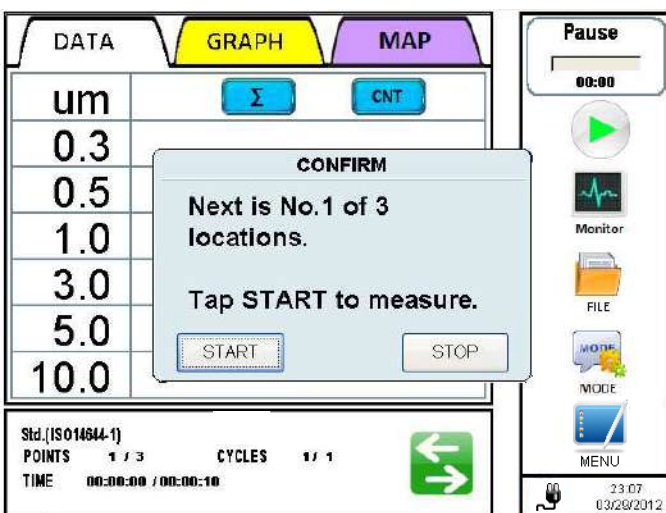 DATA GRAPH MAP
um Σ CNT
0.3
0.5
1.0
3.0
5.0
10.0
CONFIRM
Next is No.1 of 3
locations.
Tap START to measure.
START STOP
Std.(ISO14644-1)
POINTS 1 / 3 CYCLES 1/ 1
TIME 00:00:00 / 00:00:10
Pause
00:00
Monitor
FILE
MODE
MODE
MENU
23:07
03/29/2012